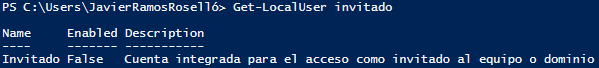 PS C:\Users\JavierRamosRoselló> Get-LocalUser invitado
Name     Enabled Description
----     ------- -----------
Invitado False   Cuenta integrada para el acceso como invitado al equipo o dominio